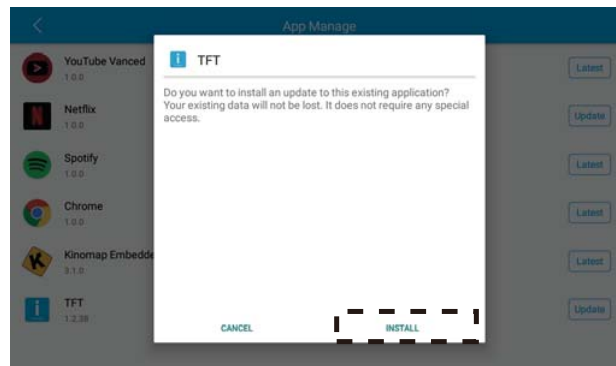 App Manage
YouTube Vanced
1.0.0
Latest
TFT
Do you want to install an update to this existing application?
Your existing data will not be lost. It does not require any special
access.
Netflix
1.0.0
Update
Spotify
1.0.0
Latest
Chrome
1.0.0
Latest
Kinomap Embedde
3.1.0
Latest
TFT
1.2.39
Update
CANCEL
INSTALL